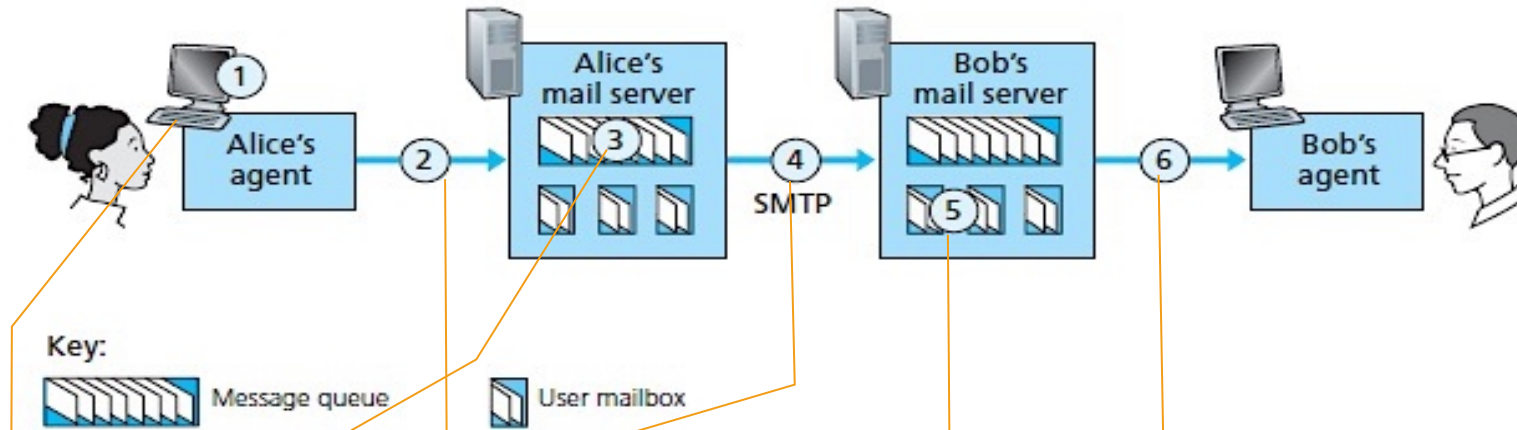 1
Alice's
agent
2
Alice's
mail server
3
4
SMTP
Bob's
mail server
5
6
Bob's
agent
Key:
Message queue
User mailbox